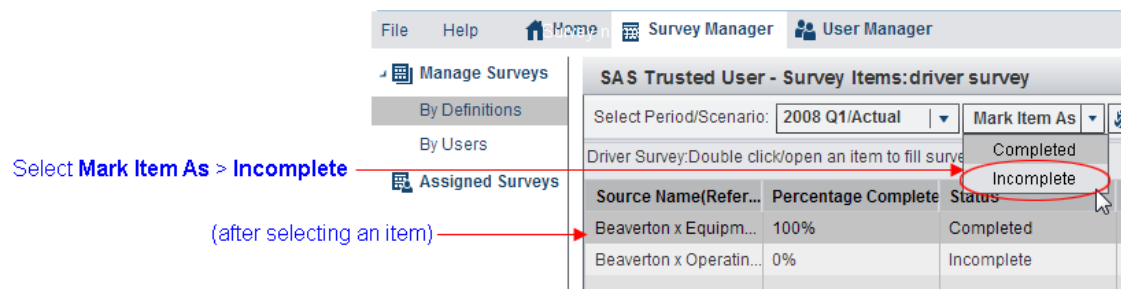 File Help Home Survey Manager User Manager
Manage Surveys
By Definitions
By Users
Assigned Surveys
SAS Trusted User - Survey Items:driver survey
Select Period/Scenario: 2008 Q1/Actual Mark Item As
Completed
Incomplete
Driver Survey:Double click/open an item to fill surve
Source Name(Refer... Percentage Complete Status
Beaverton x Equipm... 100% Completed
Beaverton x Operatin... 0% Incomplete
Select Mark Item As > Incomplete
(after selecting an item)